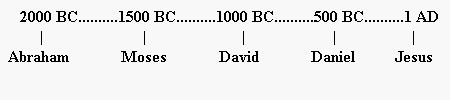 2000 BC..........1500 BC..........1000 BC..........500 BC..........1 AD
| | | | |
Abraham Moses David Daniel Jesus